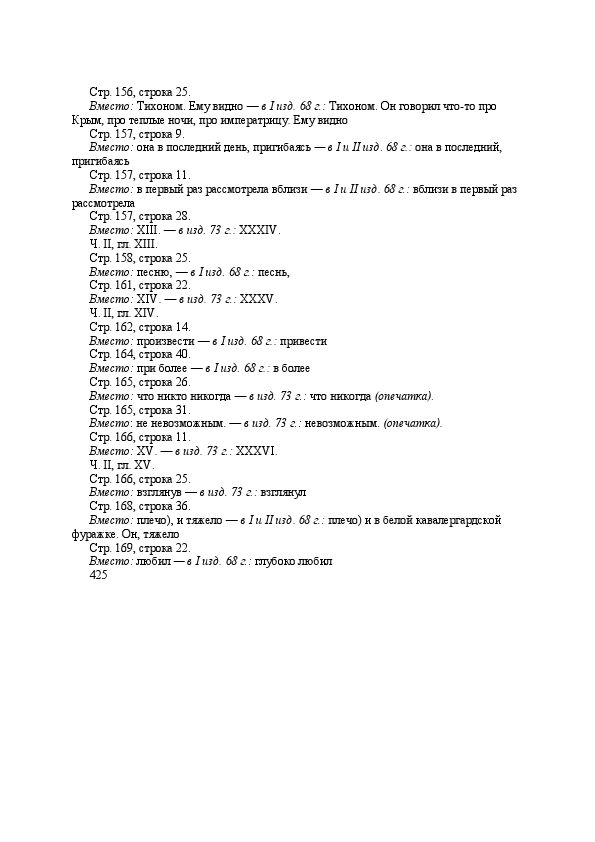 Стр. 156, строка 25.
Вместо: Тихоном. Ему видно — в I изд. 68 г.: Тихоном. Он говорил что-то про
Крым, про теплые ночи, про императрицу. Ему видно
Стр. 157, строка 9.
Вместо: она в последний день, пригибаясь — в I и II изд. 68 г.: она в последний,
пригибаясь
Стр. 157, строка 11.
Вместо: в первый раз рассмотрела вблизи — в I и II изд. 68 г.: вблизи в первый раз
рассмотрела
Стр. 157, строка 28.
Вместо: XIII. — в изд. 73 г.: XXXIV.
Ч. II, гл. XIII.
Стр. 158, строка 25.
Вместо: песню, — в I изд. 68 г.: песнь,
Стр. 161, строка 22.
Вместо: XIV. — в изд. 73 г.: XXXV.
Ч. II, гл. XIV.
Стр. 162, строка 14.
Вместо: произвести — в I изд. 68 г.: привести
Стр. 164, строка 40.
Вместо: при более — в I изд. 68 г.: в более
Стр. 165, строка 26.
Вместо: что никто никогда — в изд. 73 г.: что никогда (опечатка).
Стр. 165, строка 31.
Вместо: не невозможным. — в изд. 73 г.: невозможным. (опечатка).
Стр. 166, строка 11.
Вместо: XV. — в изд. 73 г.: XXXVI.
Ч. II, гл. XV.
Стр. 166, строка 25.
Вместо: взглянув — в изд. 73 г.: взглянул
Стр. 168, строка 36.
Вместо: плечо), и тяжело — в I и II изд. 68 г.: плечо) и в белой кавалергардской
фуражке. Он, тяжело
Стр. 169, строка 22.
Вместо: любил — в I изд. 68 г.: глубоко любил
425